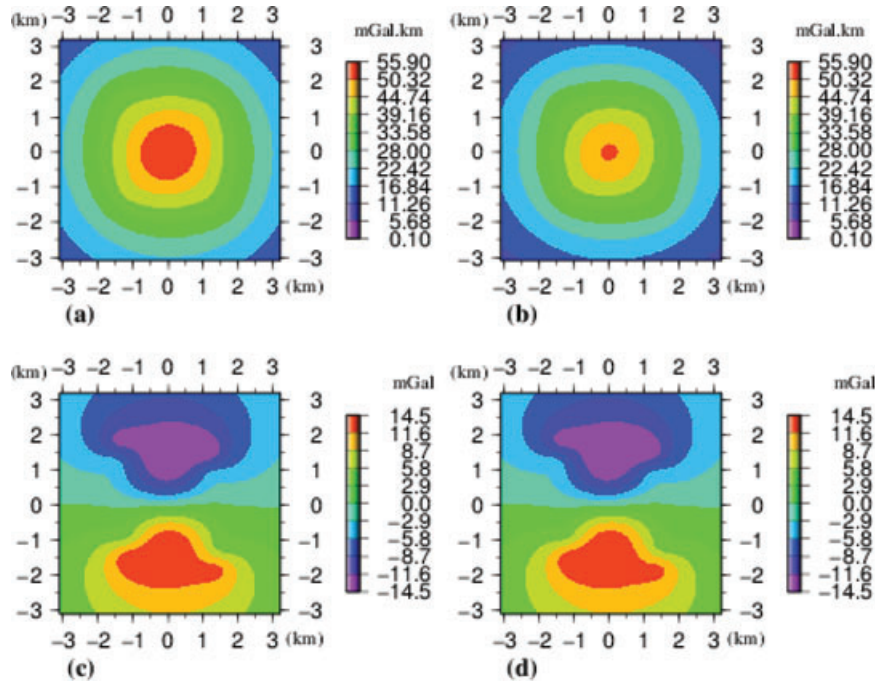 (km) −3 −2 −1 0 1 2 3 mGal.km
3 3 55.90
2 2 50.32
1 1 44.74
0 0 39.16
−1 −1 33.58
−2 −2 28.00
−3 −3 22.42
16.84
11.26
5.68
0.10
−3 −2 −1 0 1 2 3 (km)
(a)
(km) −3 −2 −1 0 1 2 3 mGal.km
3 3 55.90
2 2 50.32
1 1 44.74
0 0 39.16
−1 −1 33.58
−2 −2 28.00
−3 −3 22.42
16.84
11.26
5.68
0.10
−3 −2 −1 0 1 2 3 (km)
(b)
(km) −3 −2 −1 0 1 2 3 mGal
3 3 14.5
2 2 11.6
1 1 8.7
0 0 5.8
−1 −1 2.9
−2 −2 0.0
−3 −3 −2.9
−5.8
−8.7
−11.6
−14.5
−3 −2 −1 0 1 2 3 (km)
(c)
(km) −3 −2 −1 0 1 2 3 mGal
3 3 14.5
2 2 11.6
1 1 8.7
0 0 5.8
−1 −1 2.9
−2 −2 0.0
−3 −3 −2.9
−5.8
−8.7
−11.6
−14.5
−3 −2 −1 0 1 2 3 (km)
(d)